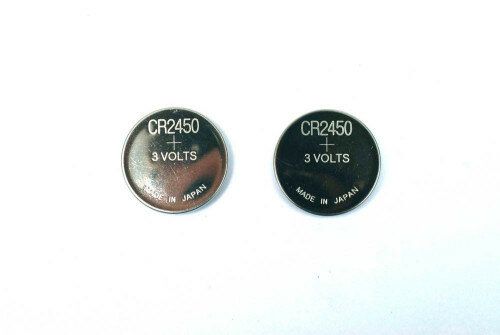 CR2450
+
3 VOLTS
MADE IN JAPAN
CR2450
+
3 VOLTS
MADE IN JAPAN